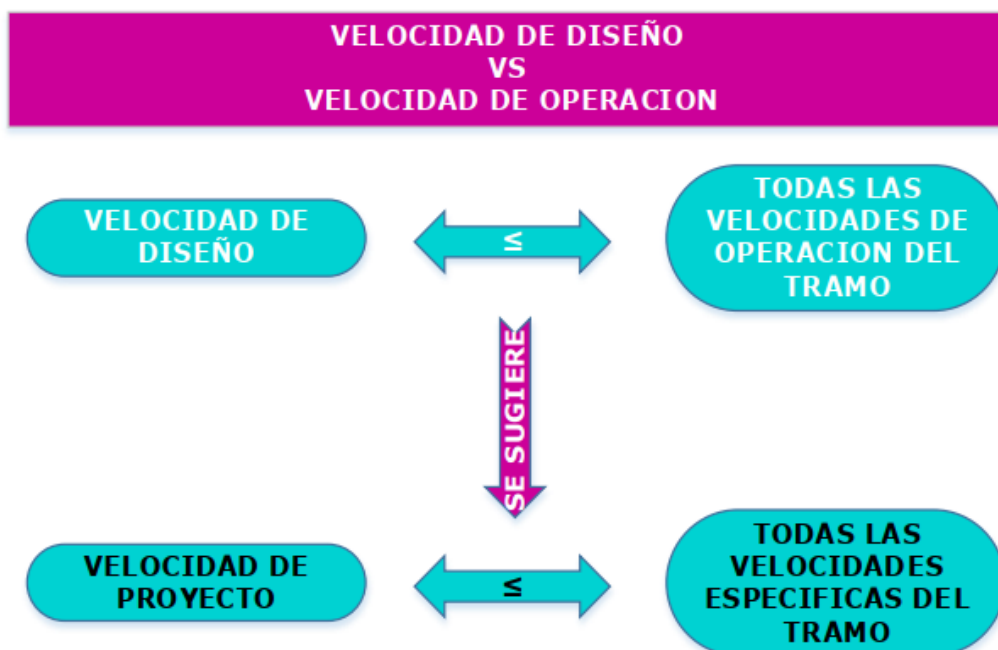 VELOCIDAD DE DISEÑO
VS
VELOCIDAD DE OPERACION
VELOCIDAD DE
DISEÑO
≤
TODAS LAS
VELOCIDADES DE
OPERACION DEL
TRAMO
SE SUGIERE
VELOCIDAD DE
PROYECTO
≤
TODAS LAS
VELOCIDADES
ESPECIFICAS DEL
TRAMO